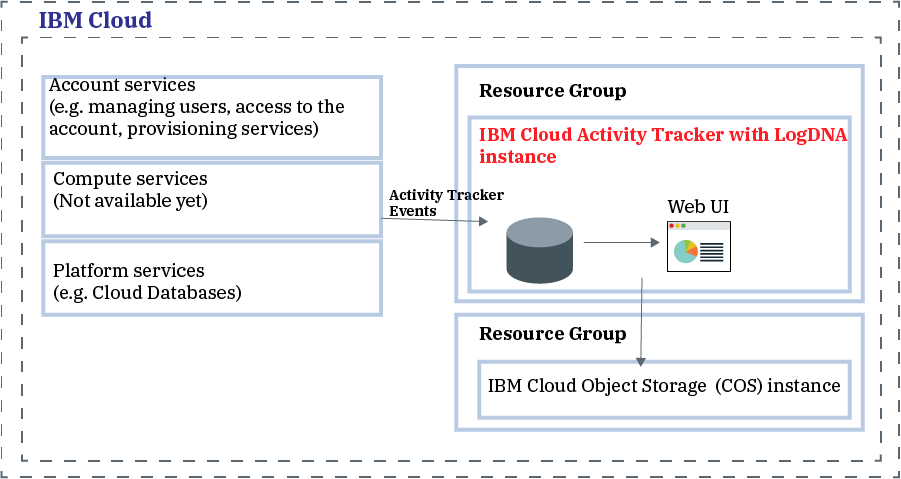 IBM Cloud
Account services
(e.g. managing users, access to the
account, provisioning services)
Compute services
(Not available yet)
Platform services
(e.g. Cloud Databases)
Activity Tracker
Events
Resource Group
IBM Cloud Activity Tracker with LogDNA
instance
Web UI
Resource Group
IBM Cloud Object Storage (COS) instance